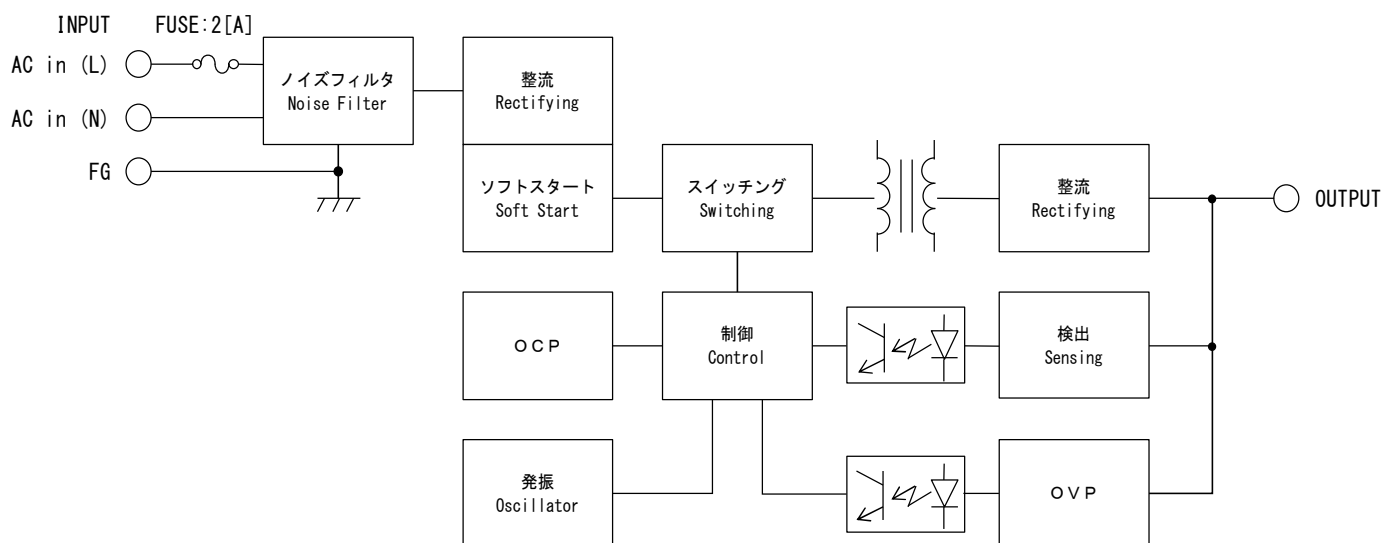 INPUT
FUSE:2[A]
AC in (L)
AC in (N)
FG
ノイズフィルタ
Noise Filter
整流
Rectifying
ソフトスタート
Soft Start
スイッチング
Switching
整流
Rectifying
OUTPUT
ＯＣＰ
制御
Control
検出
Sensing
発振
Oscillator
ＯＶＰ